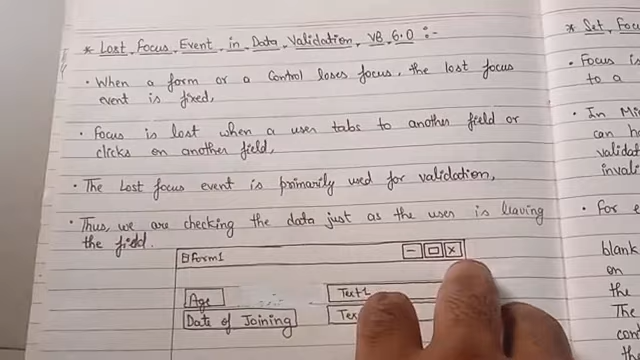 * Lost Focus Event in Data Validation, VB 6.0 :-
• When a form or a Control loses focus, the lost focus
event is fixed,
• Focus is lost when a user tabs to another field or
clicks on another field,
• The Lost focus event is primarily used for validation,
• Thus, we are checking the data just as the user is leaving
the field.
Form1
Age
Text1
Date of Joining
* Set, Fou
• Focus is
to a
• In Mi
can
validat
invali
• For e
blank
on
the
The
con